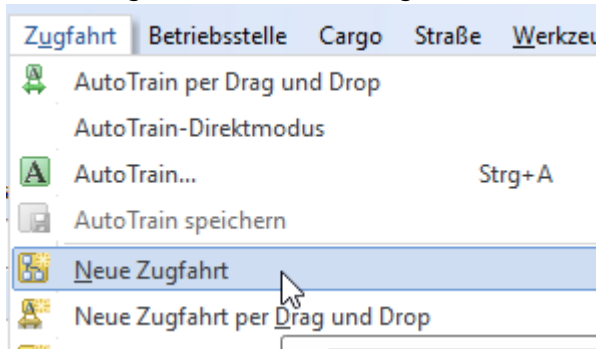 Zugfahrt Betriebsstelle Cargo Straße Werkzeu
AutoTrain per Drag und Drop
AutoTrain-Direktmodus
AutoTrain... Strg+A
AutoTrain speichern
Neue Zugfahrt
Neue Zugfahrt per Drag und Drop